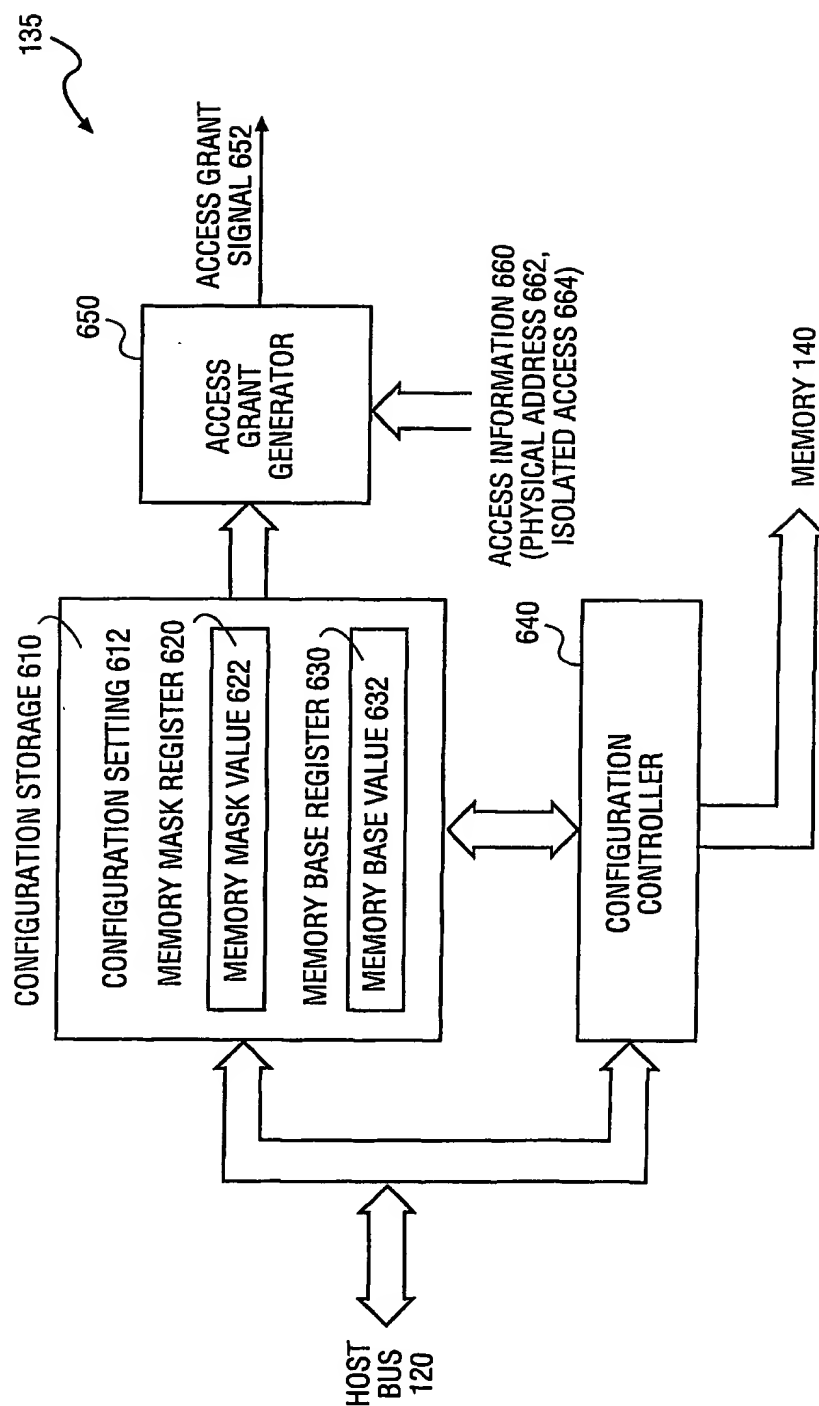 135
CONFIGURATION STORAGE 610
CONFIGURATION SETTING 612
MEMORY MASK REGISTER 620
MEMORY MASK VALUE 622
MEMORY BASE REGISTER 630
MEMORY BASE VALUE 632
650
ACCESS
GRANT
GENERATOR
ACCESS GRANT
SIGNAL 652
ACCESS INFORMATION 660
(PHYSICAL ADDRESS 662,
ISOLATED ACCESS 664)
HOST
BUS
120
640
CONFIGURATION
CONTROLLER
MEMORY 140